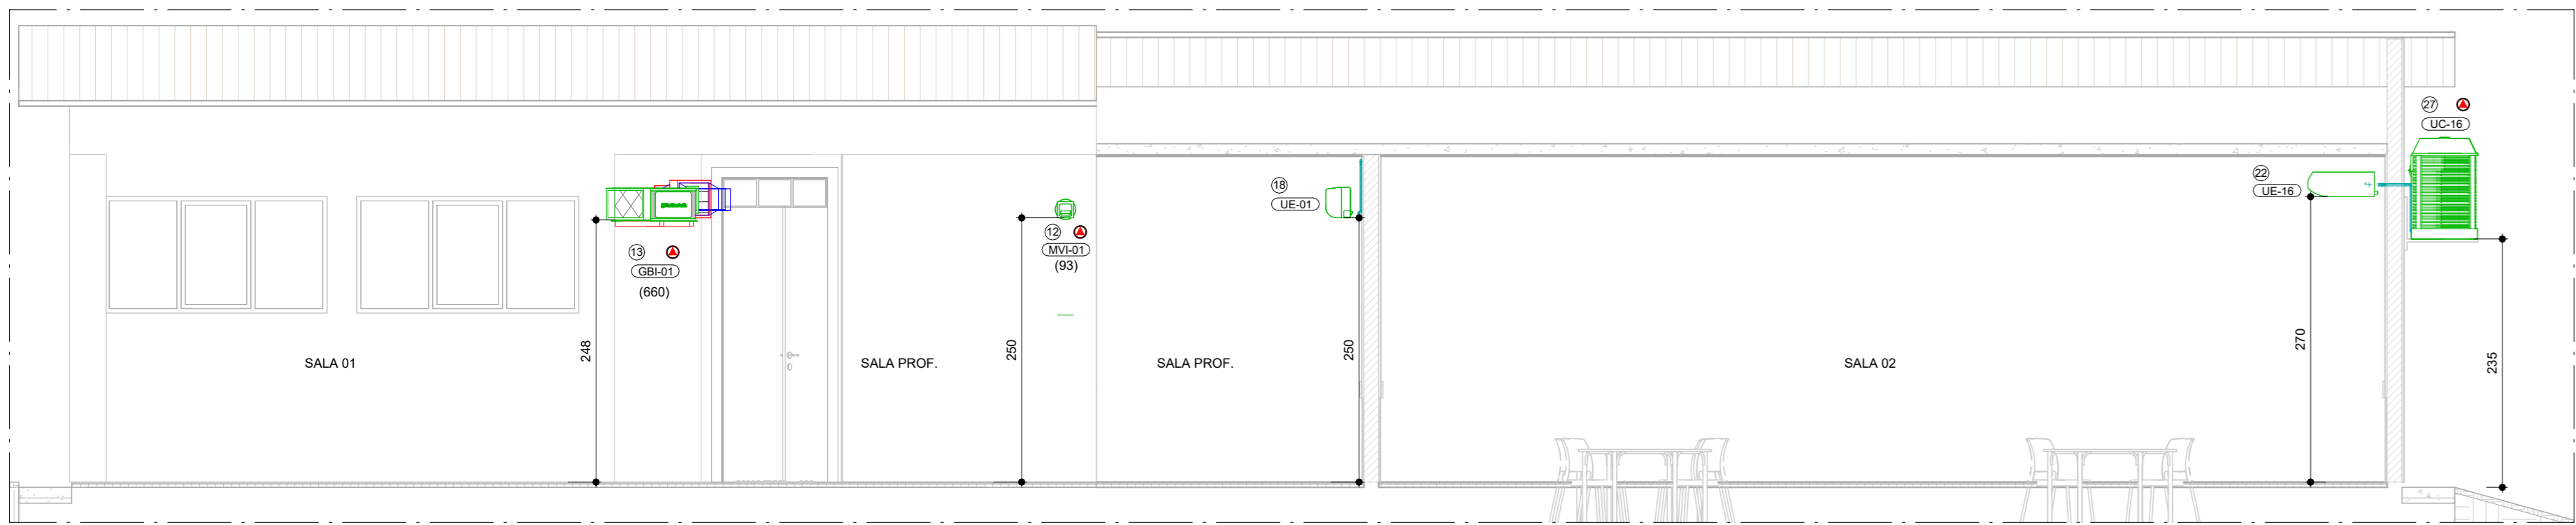 27
UC-16
22
UE-16
18
UE-01
12
MVI-01
(93)
13
GBI-01
(660)
248
250
250
270
235
SALA 01
SALA PROF.
SALA PROF.
SALA 02